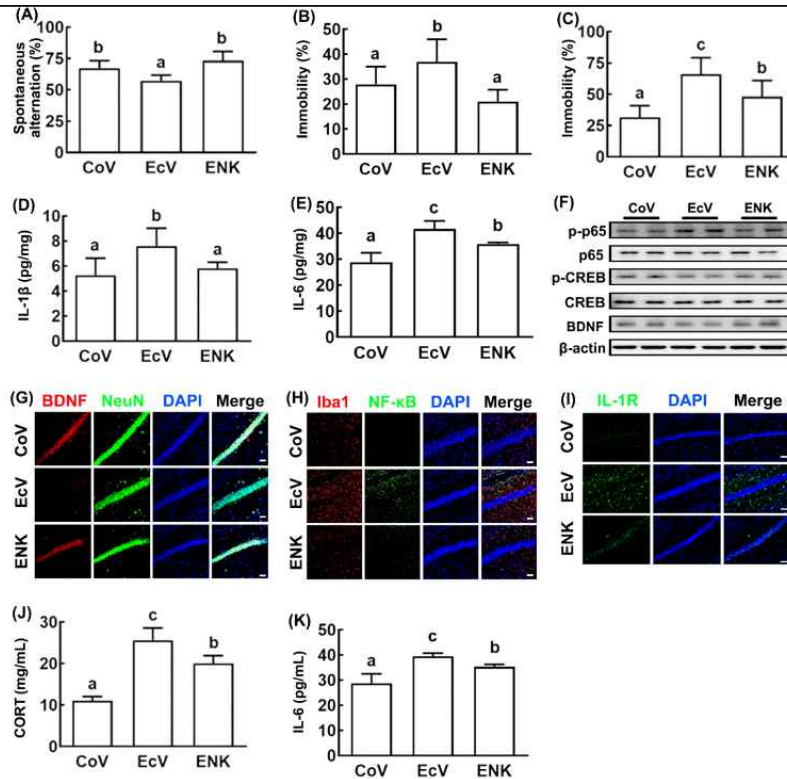 (A)
Spontaneous
alternation (%)
100
75
50
25
0
b
a
b
CoV
EcV
ENK
(B)
Immobility (%)
50
40
30
20
10
0
a
b
a
CoV
EcV
ENK
(C)
Immobility (%)
100
75
50
25
0
a
c
b
CoV
EcV
ENK
(D)
IL-1β (pg/mg)
10
8
6
4
2
0
a
b
a
CoV
EcV
ENK
(E)
IL-6 (pg/mg)
50
40
30
20
10
0
a
c
b
CoV
EcV
ENK
(F)
CoV
EcV
ENK
p-p65
p65
p-CREB
CREB
BDNF
β-actin
(G)
BDNF
NeuN
DAPI
Merge
CoV
EcV
ENK
(H)
Iba1
NF-κB
DAPI
Merge
CoV
EcV
ENK
(I)
IL-1R
DAPI
Merge
CoV
EcV
ENK
(J)
CORT (mg/mL)
30
20
10
0
a
c
b
CoV
EcV
ENK
(K)
IL-6 (pg/mL)
50
40
30
20
10
0
a
c
b
CoV
EcV
ENK